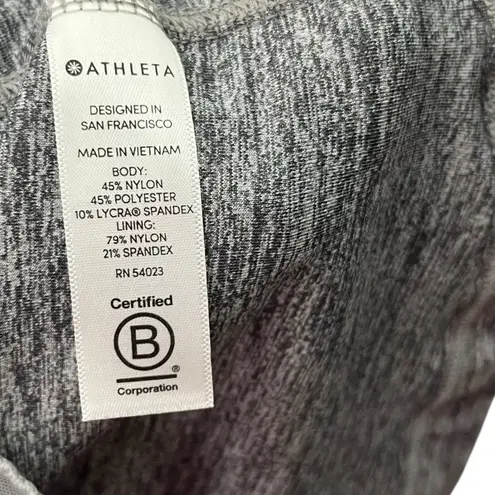 ATHLETA
DESIGNED IN
SAN FRANCISCO
MADE IN VIETNAM
BODY:
45% NYLON
45% POLYESTER
10% LYCRA® SPANDEX
LINING:
79% NYLON
21% SPANDEX
RN 54023
Certified
B
®
Corporation